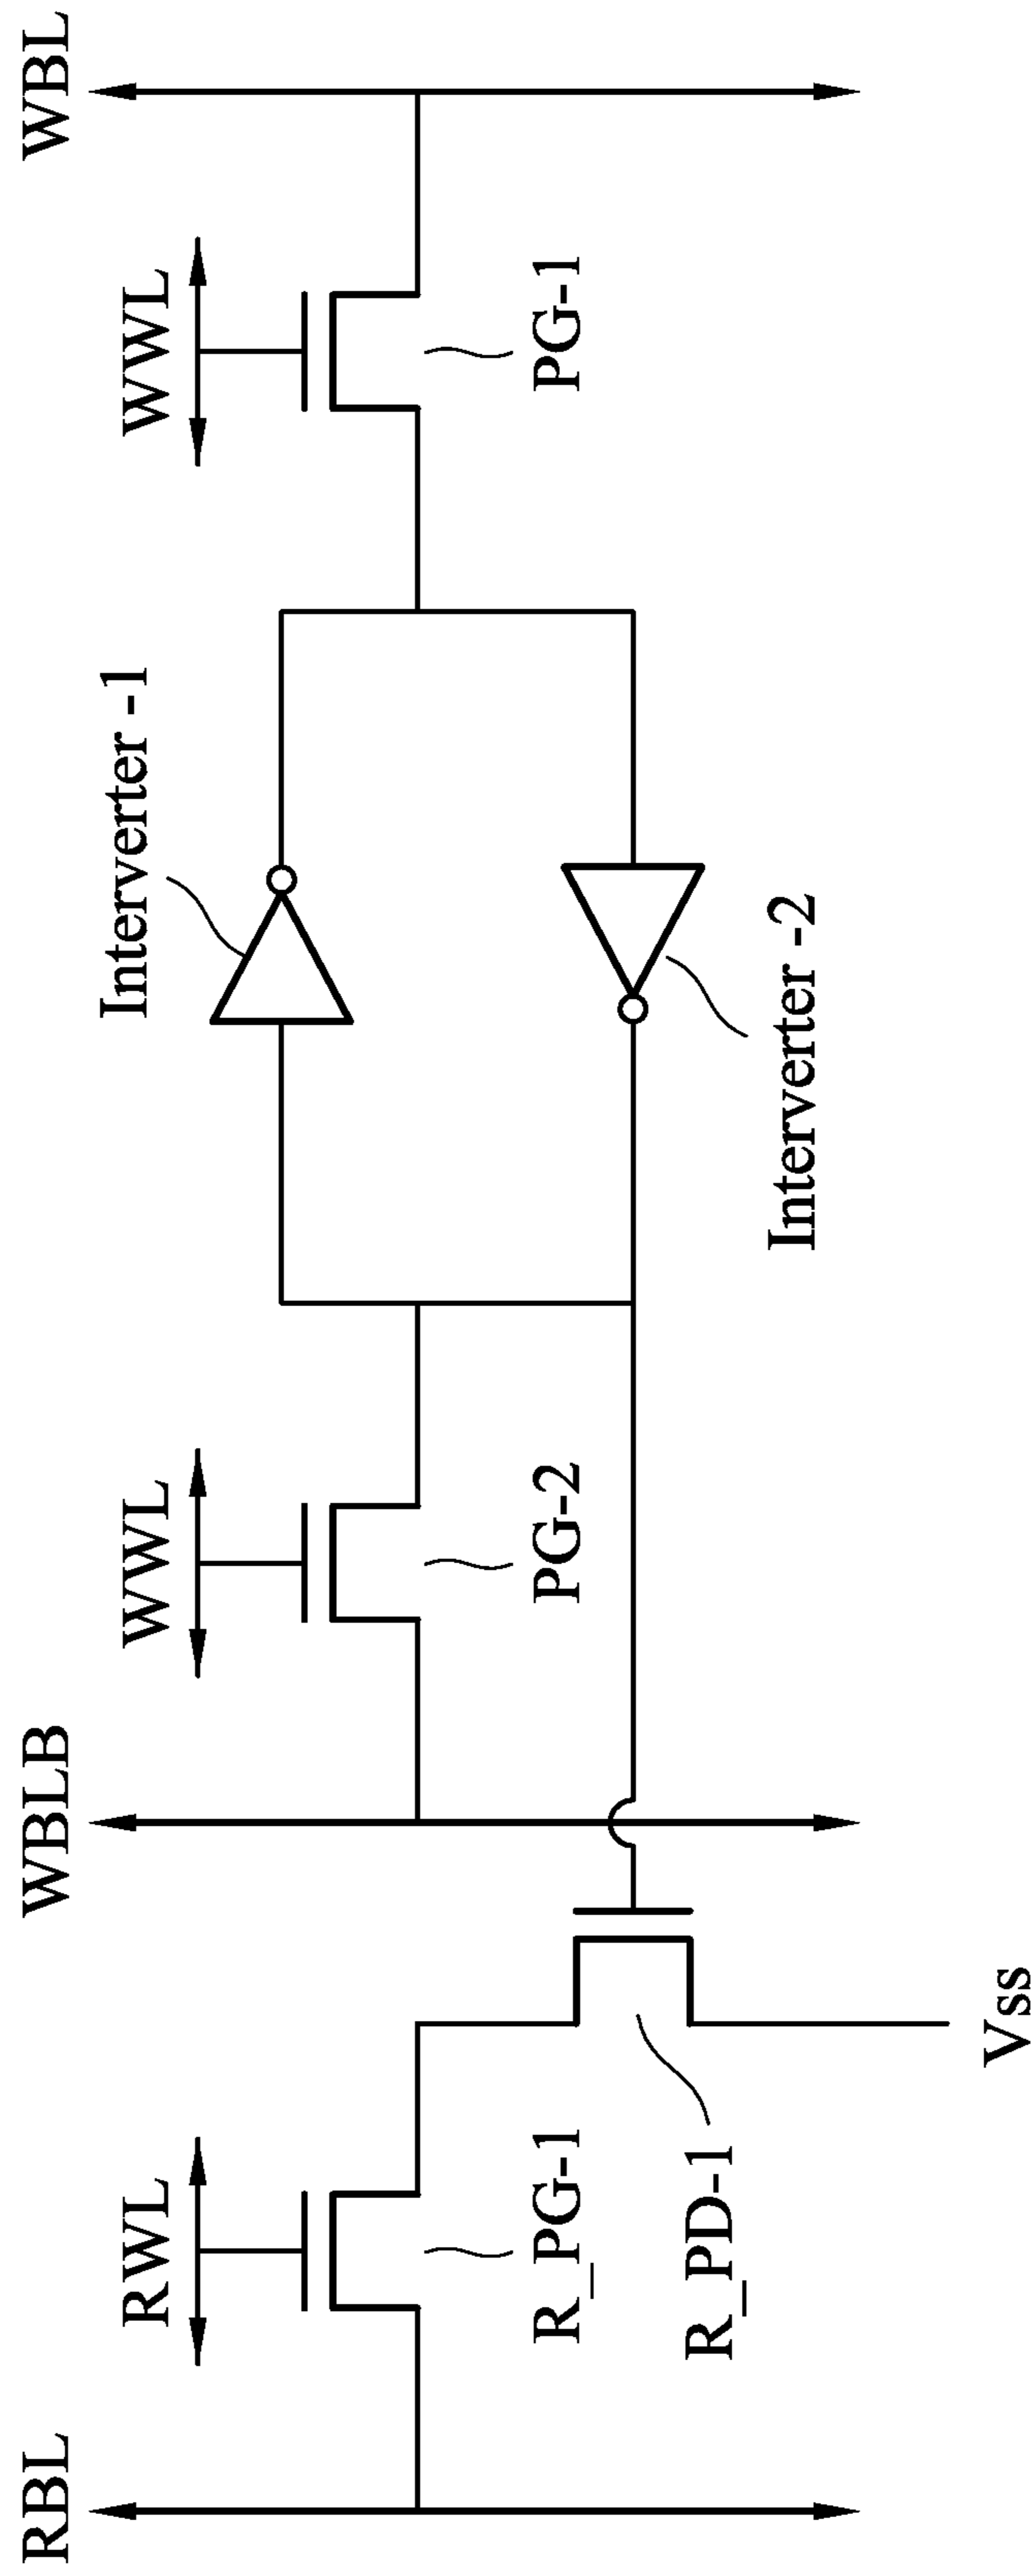 WBL
WWL
PG-1
Interverter -1
Interverter -2
WWL
PG-2
WBLB
Vss
RWL
R_PG-1
R_PD-1
RBL